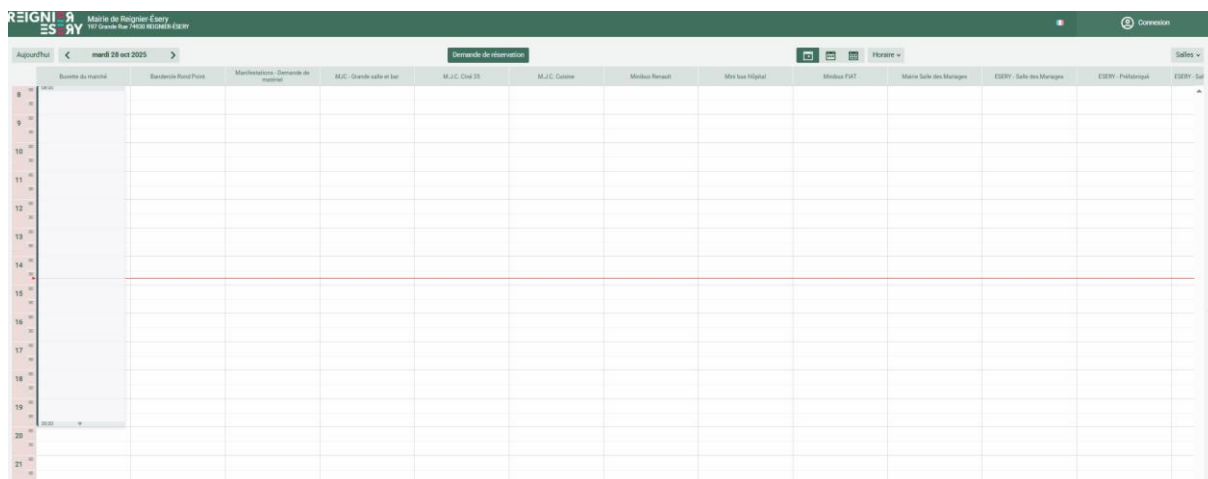 REIGNIER
ESERY
Mairie de Reignier-Ésery
197 Grande Rue 74930 REIGNIER-ÉSERY
Connexion
Aujourd'hui
mardi 28 oct 2025
Demande de réservation
Horaire
Salles
Buvette du marché
Banderole Rond Point
Manifestations - Demande de
matériel
MJC - Grande salle et bar
M.J.C. Ciné 35
M.J.C. Cuisine
Minibus Renault
Mini bus Hôpital
Minibus FIAT
Mairie Salle des Mariages
ESERY - Salle des Mariages
ESERY - Préfabriqué
ESERY - Sal
8
9
10
11
12
13
14
15
16
17
18
19
20
21